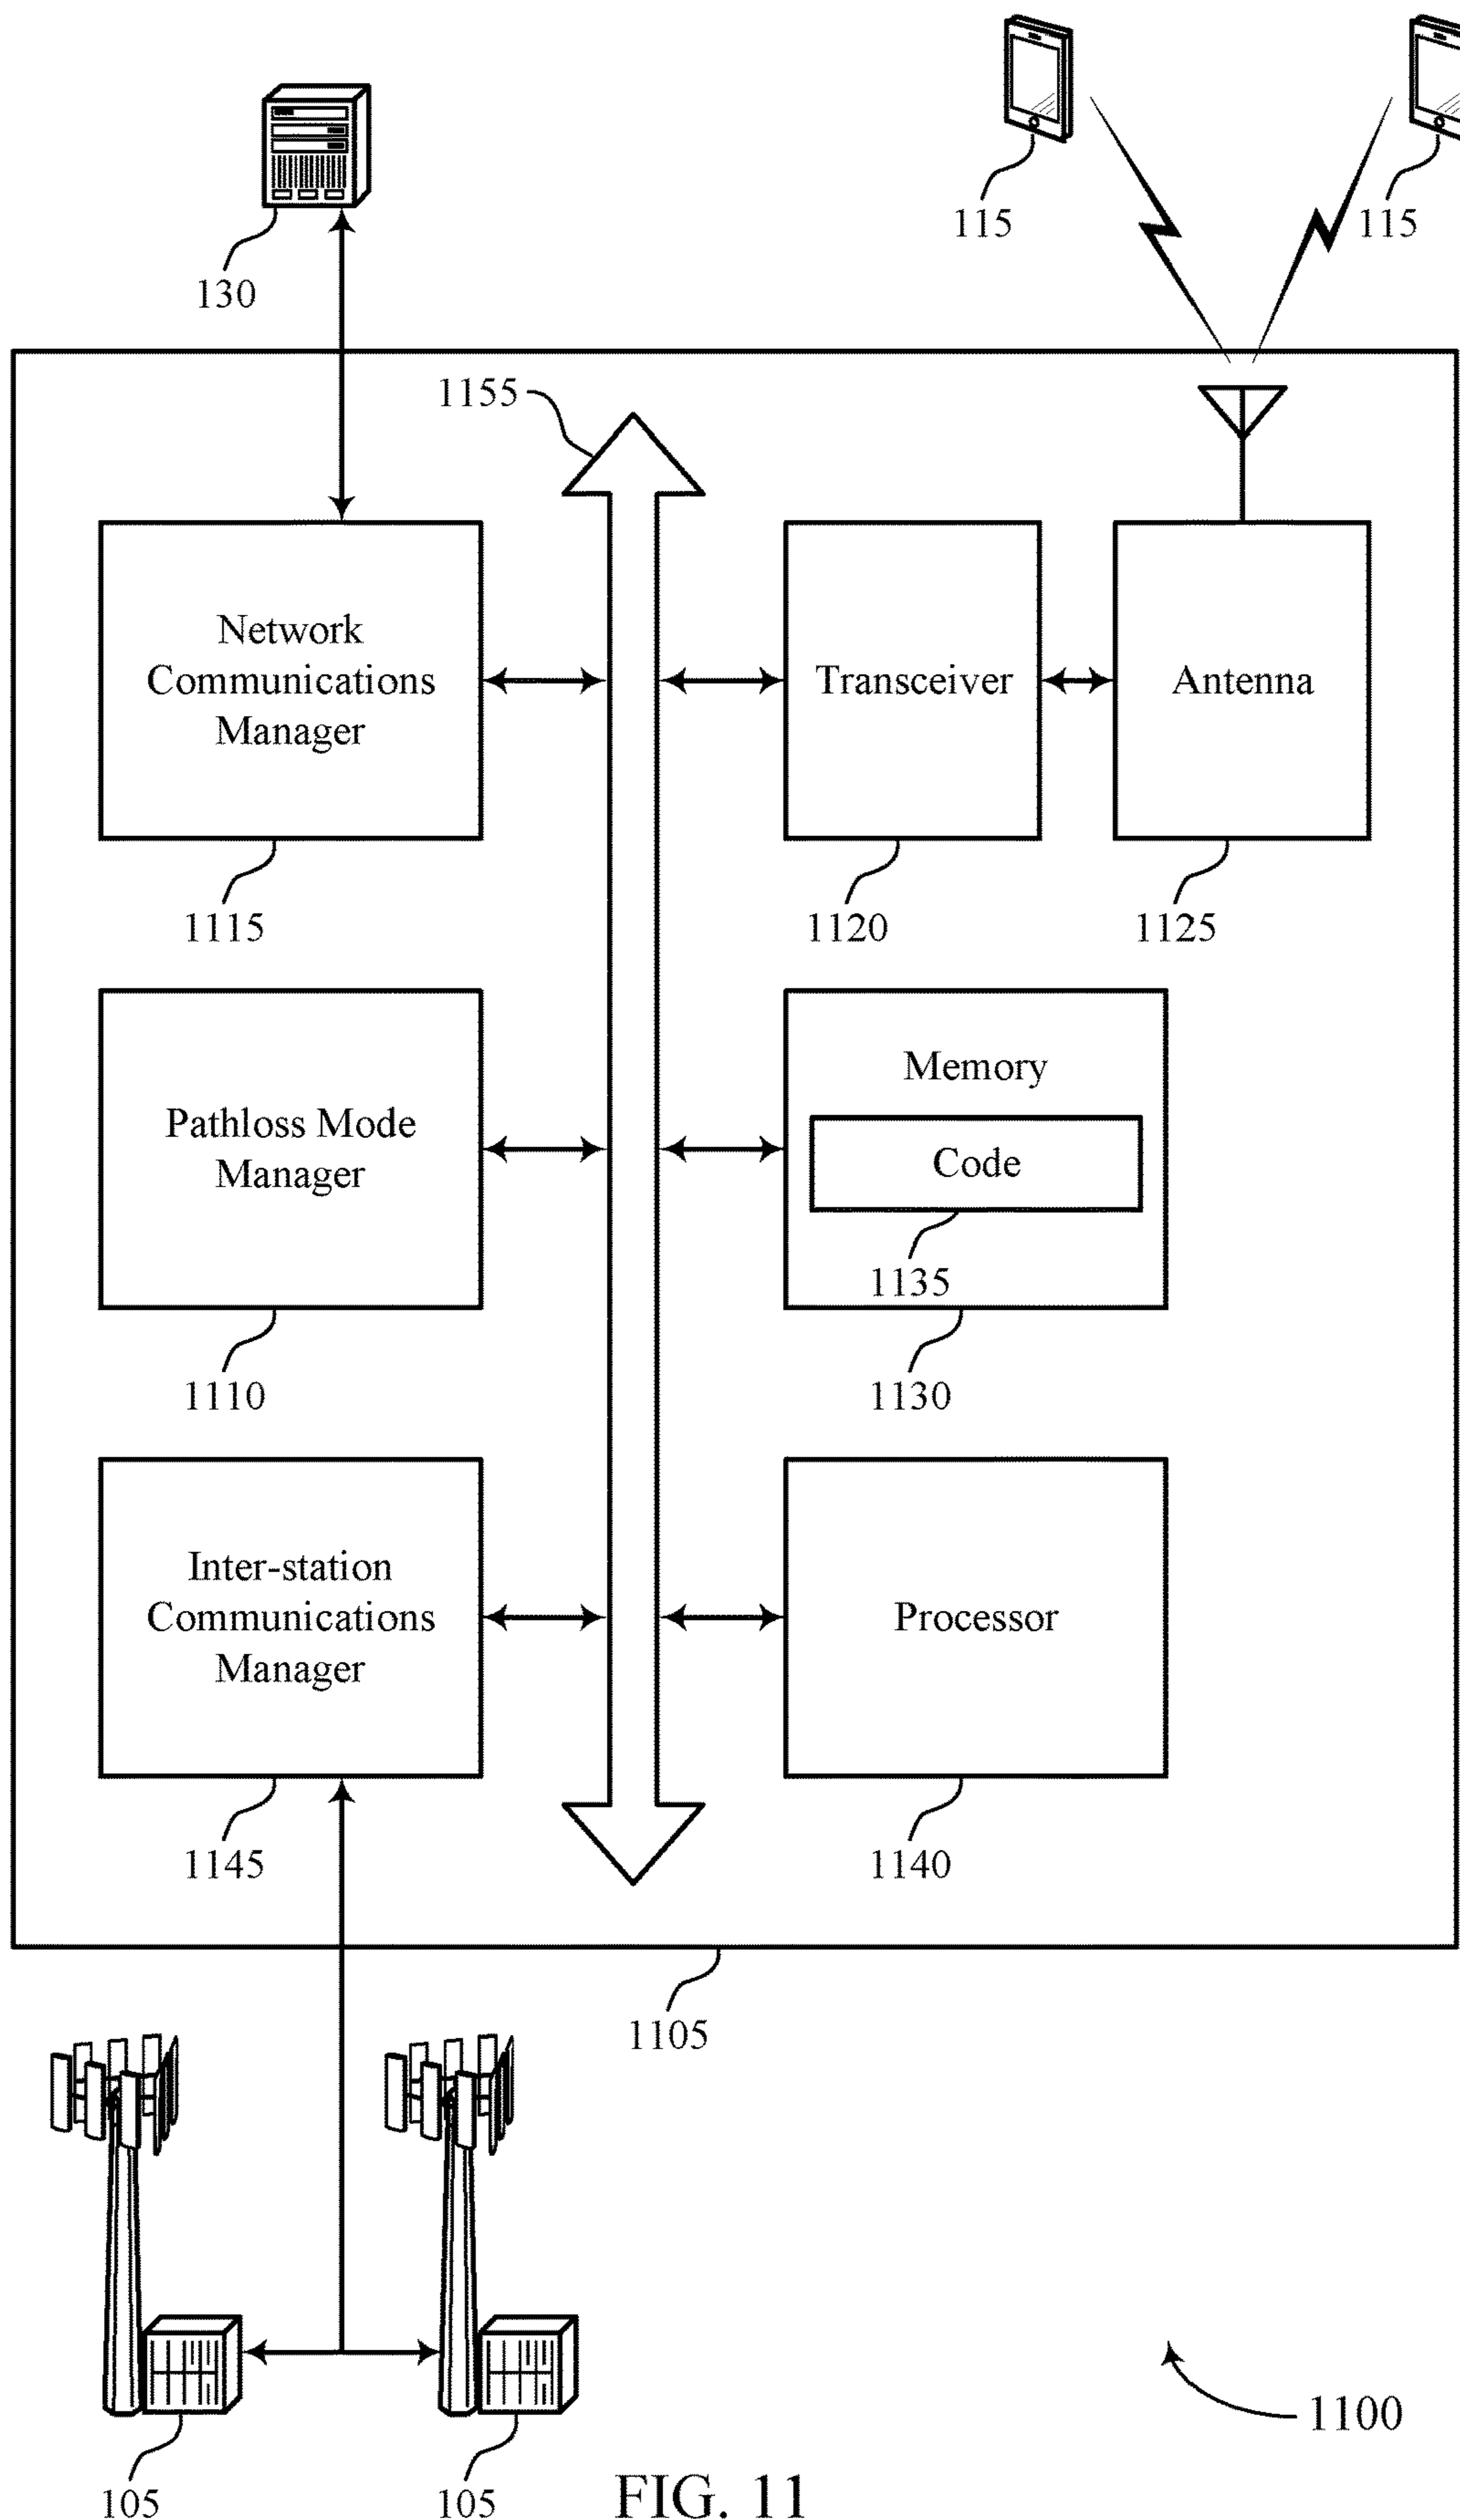 115
115
130
1155
Network
Communications
Manager
Transceiver
Antenna
1115
1120
1125
Pathloss Mode
Manager
Memory
Code
1135
1110
1130
Inter-station
Communications
Manager
Processor
1145
1140
1105
1100
105
105
FIG. 11